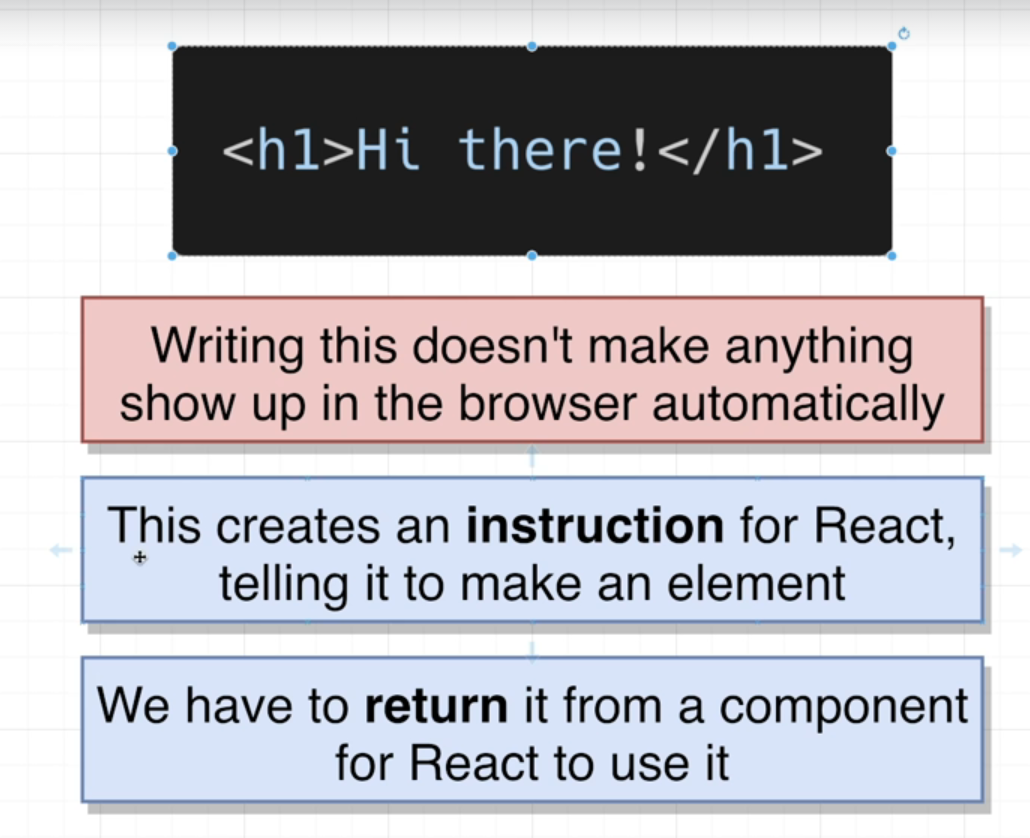 <h1>Hi there!</h1>
Writing this doesn't make anything
show up in the browser automatically
This creates an instruction for React,
telling it to make an element
We have to return it from a component
for React to use it